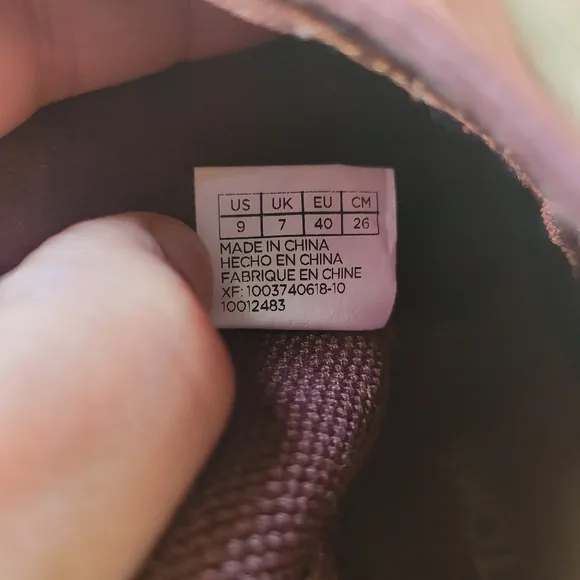 US UK EU CM
9 7 40 26
MADE IN CHINA
HECHO EN CHINA
FABRIQUE EN CHINE
XF: 1003740618-10
10012483